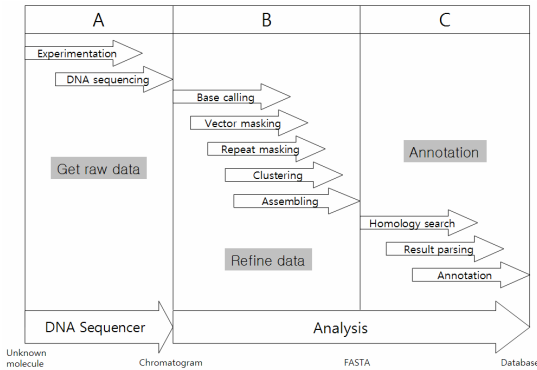 A
B
C
Experimentation
DNA sequencing
Base calling
Vector masking
Repeat masking
Clustering
Assembling
Homology search
Result parsing
Annotation
Get raw data
Refine data
Annotation
DNA Sequencer
Analysis
Unknown
molecule
Chromatogram
FASTA
Database